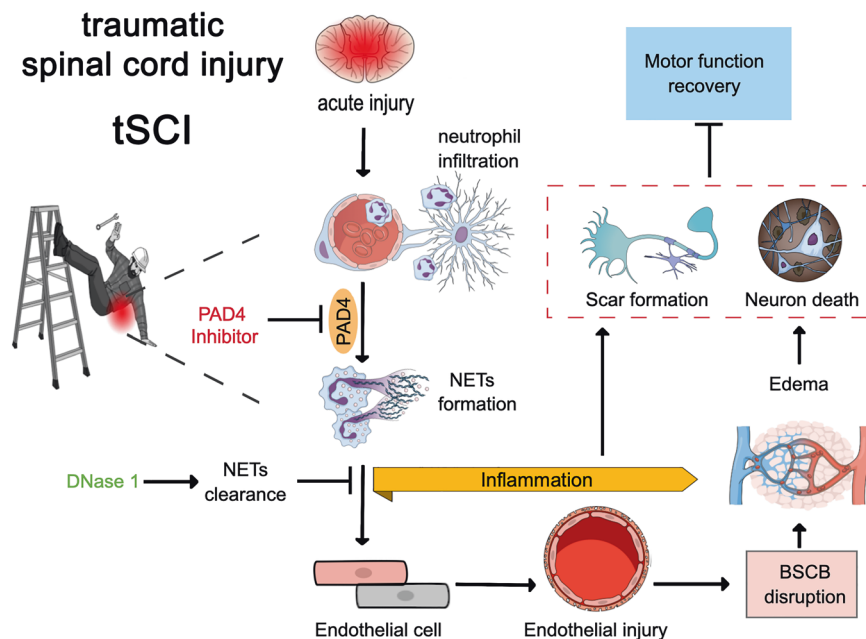 traumatic
spinal cord injury
tSCI
acute injury
neutrophil
infiltration
PAD4
Inhibitor
PAD4
NETs
formation
DNase 1
NETs
clearance
Inflammation
Endothelial cell
Endothelial injury
BSCB
disruption
Edema
Scar formation
Neuron death
Motor function
recovery